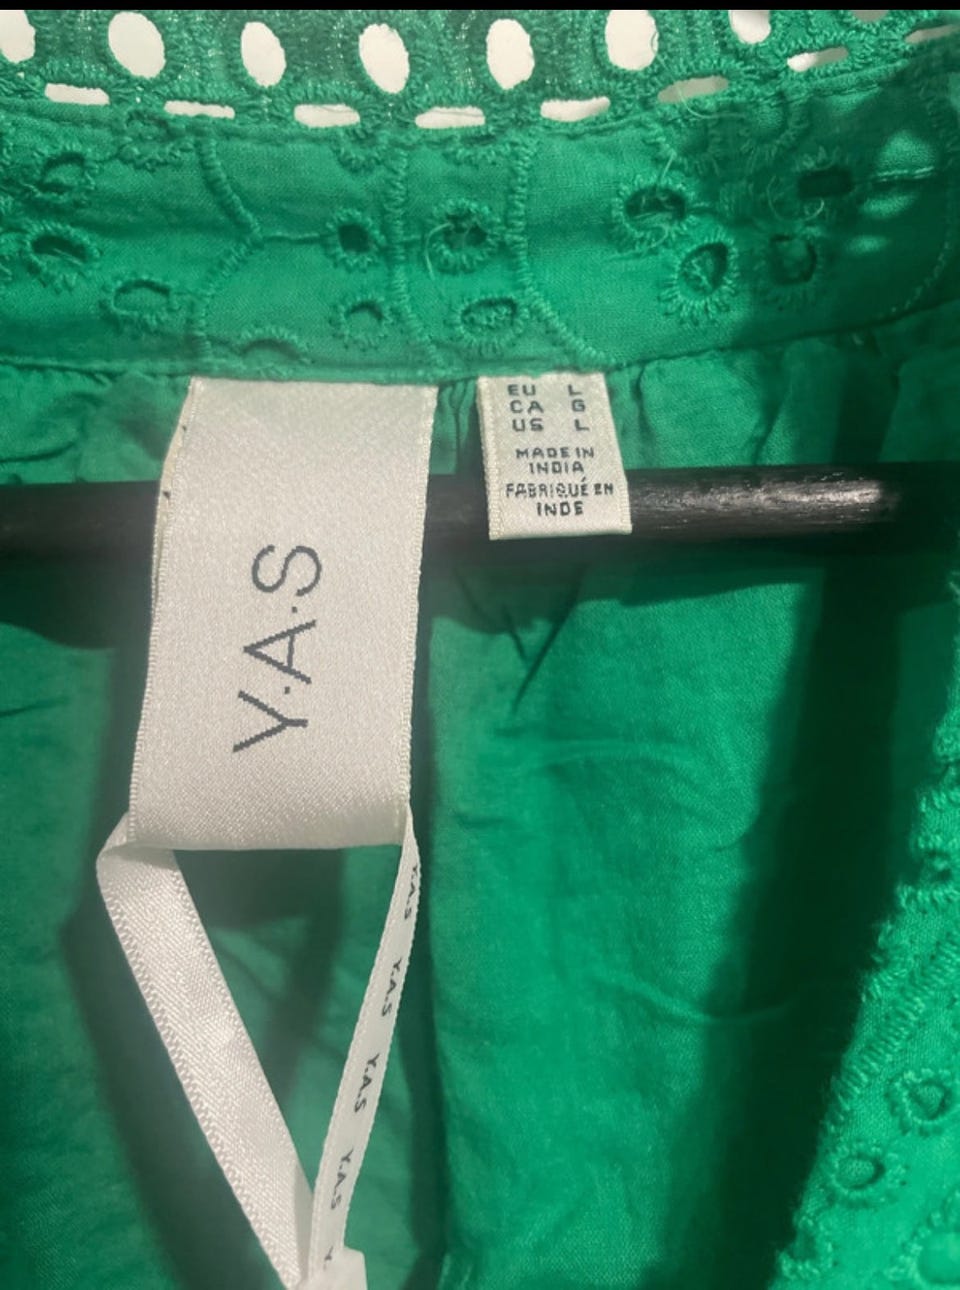 Y.A.S
EU L
CA G
US L
MADE IN
INDIA
FABRIQUÉ EN
INDE
Y.A.S
Y.A.S
Y.A.S
Y.A.S
Y.